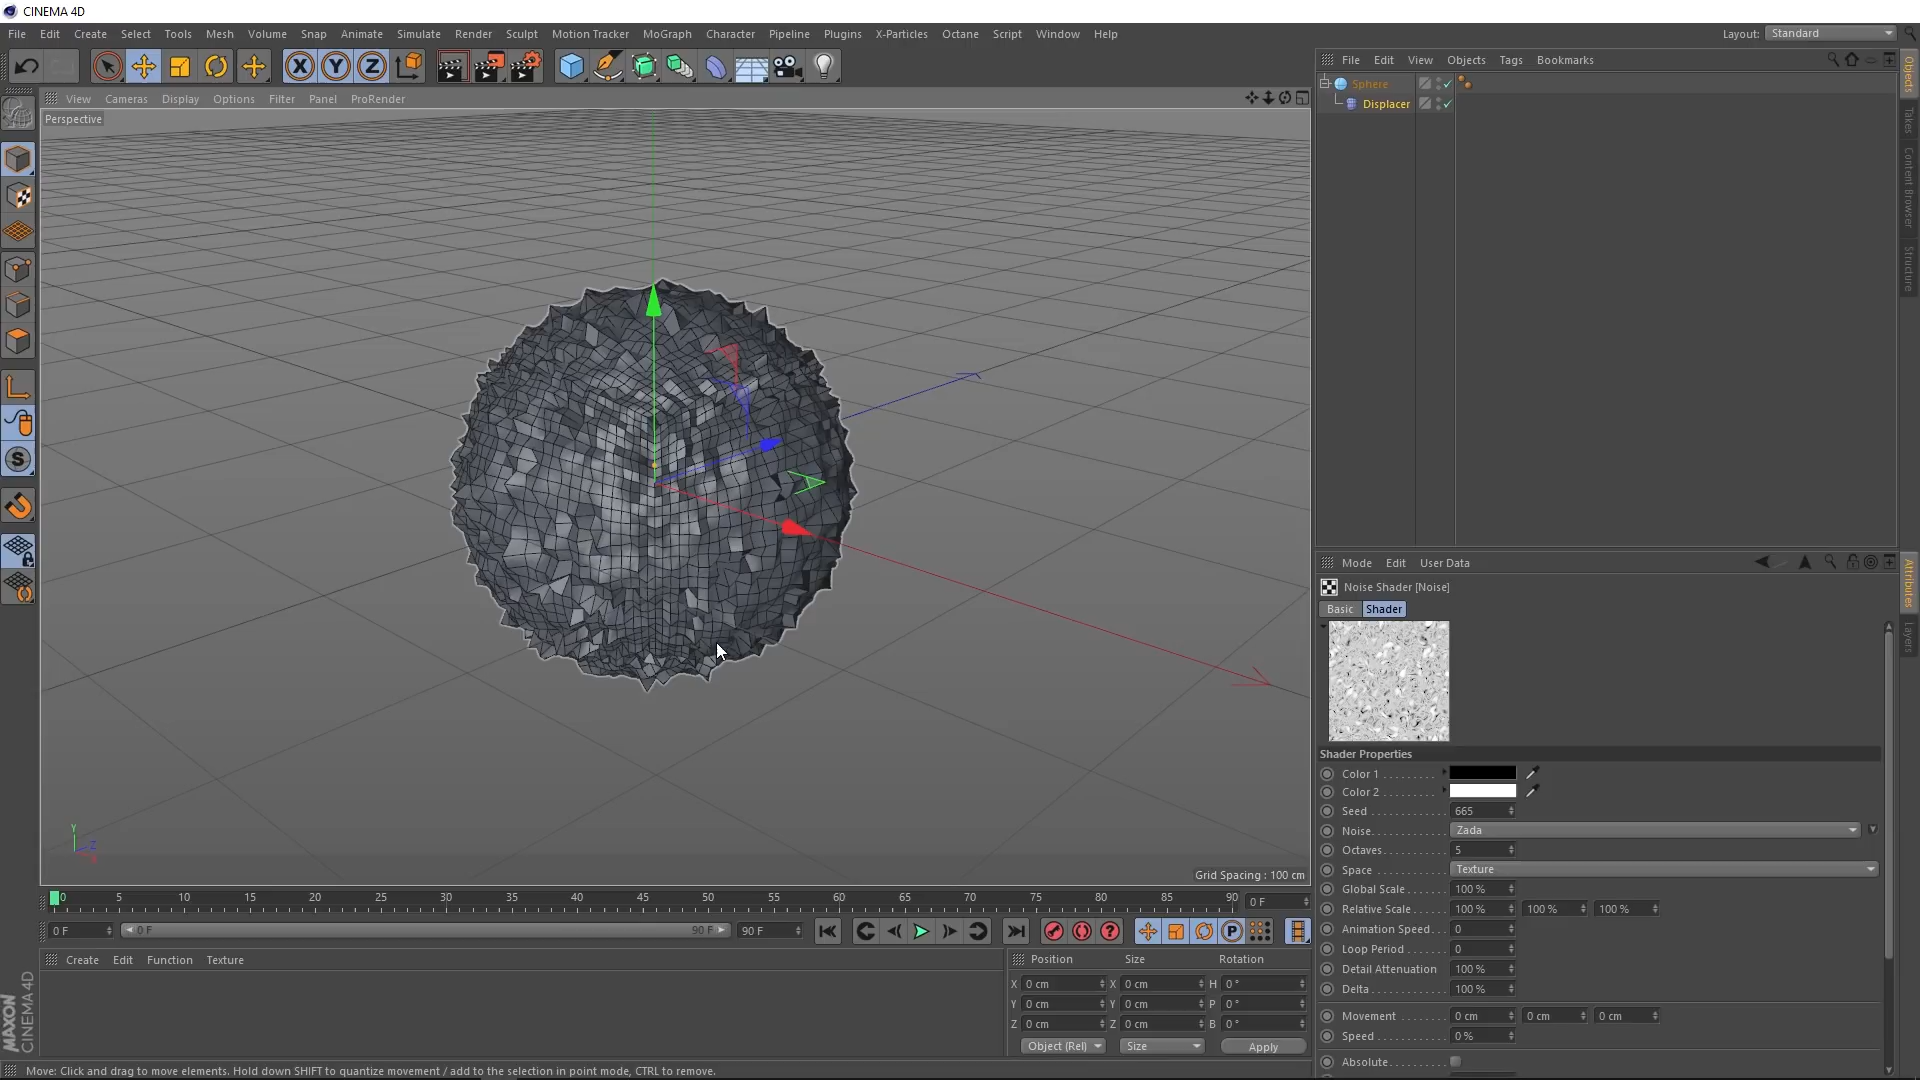 CINEMA 4D
File Edit Create Select Tools Mesh Volume Snap Animate Simulate Render Sculpt Motion Tracker MoGraph Character Pipeline Plugins X-Particles Octane Script Window Help
Layout: Standard
X Y Z
File Edit View Objects Tags Bookmarks
Sphere
Displacer
Objects
Takes
Content Browser
Structure
View Cameras Display Options Filter Panel ProRender
Perspective
S
Y
Z
X
Grid Spacing : 100 cm
Mode Edit User Data
Noise Shader [Noise]
Basic Shader
Attributes
Layers
Shader Properties
Color 1
Color 2
Seed 665
Noise Zada
Octaves 5
Space Texture
Global Scale 100 %
Relative Scale 100 % 100 % 100 %
Animation Speed 0
Loop Period 0
Detail Attenuation 100 %
Delta 100 %
Movement 0 cm 0 cm 0 cm
Speed 0 %
Absolute
0 5 10 15 20 25 30 35 40 45 50 55 60 65 70 75 80 85 90 0 F
0 F 0 F 90 F 90 F
P
Create Edit Function Texture
Position Size Rotation
X 0 cm X 0 cm H 0 °
Y 0 cm Y 0 cm P 0 °
Z 0 cm Z 0 cm B 0 °
Object (Rel) Size Apply
MAXON
CINEMA 4D
Move: Click and drag to move elements. Hold down SHIFT to quantize movement / add to the selection in point mode, CTRL to remove.